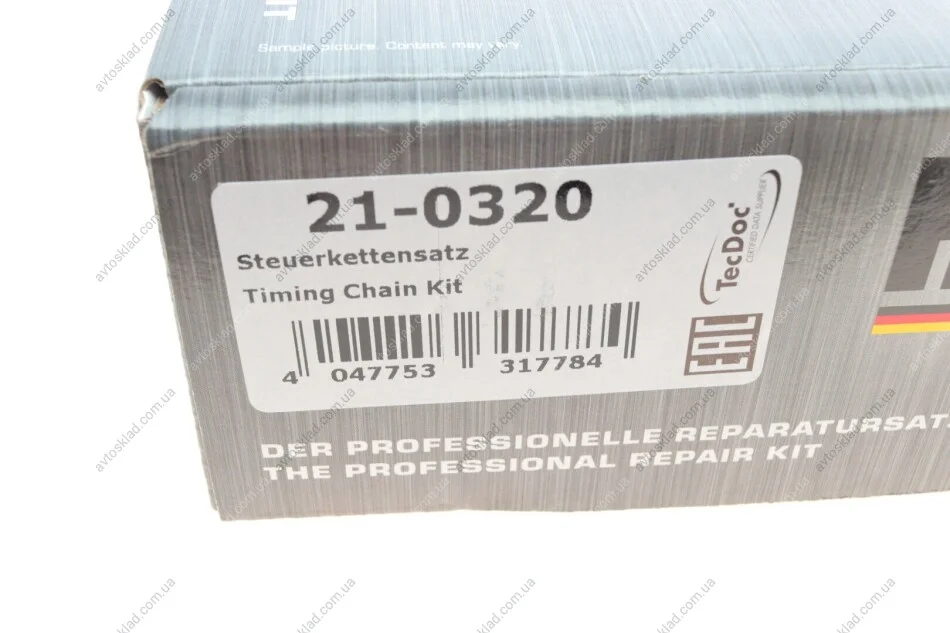 Sample picture. Content may vary.
21-0320
Steuerkettensatz
Timing Chain Kit
4 047753 317784
TecDoc
CERTIFIED DATA SUPPLIER
EAC
DER PROFESSIONELLE REPARATURSAT
THE PROFESSIONAL REPAIR KIT
avtosklad.com.ua